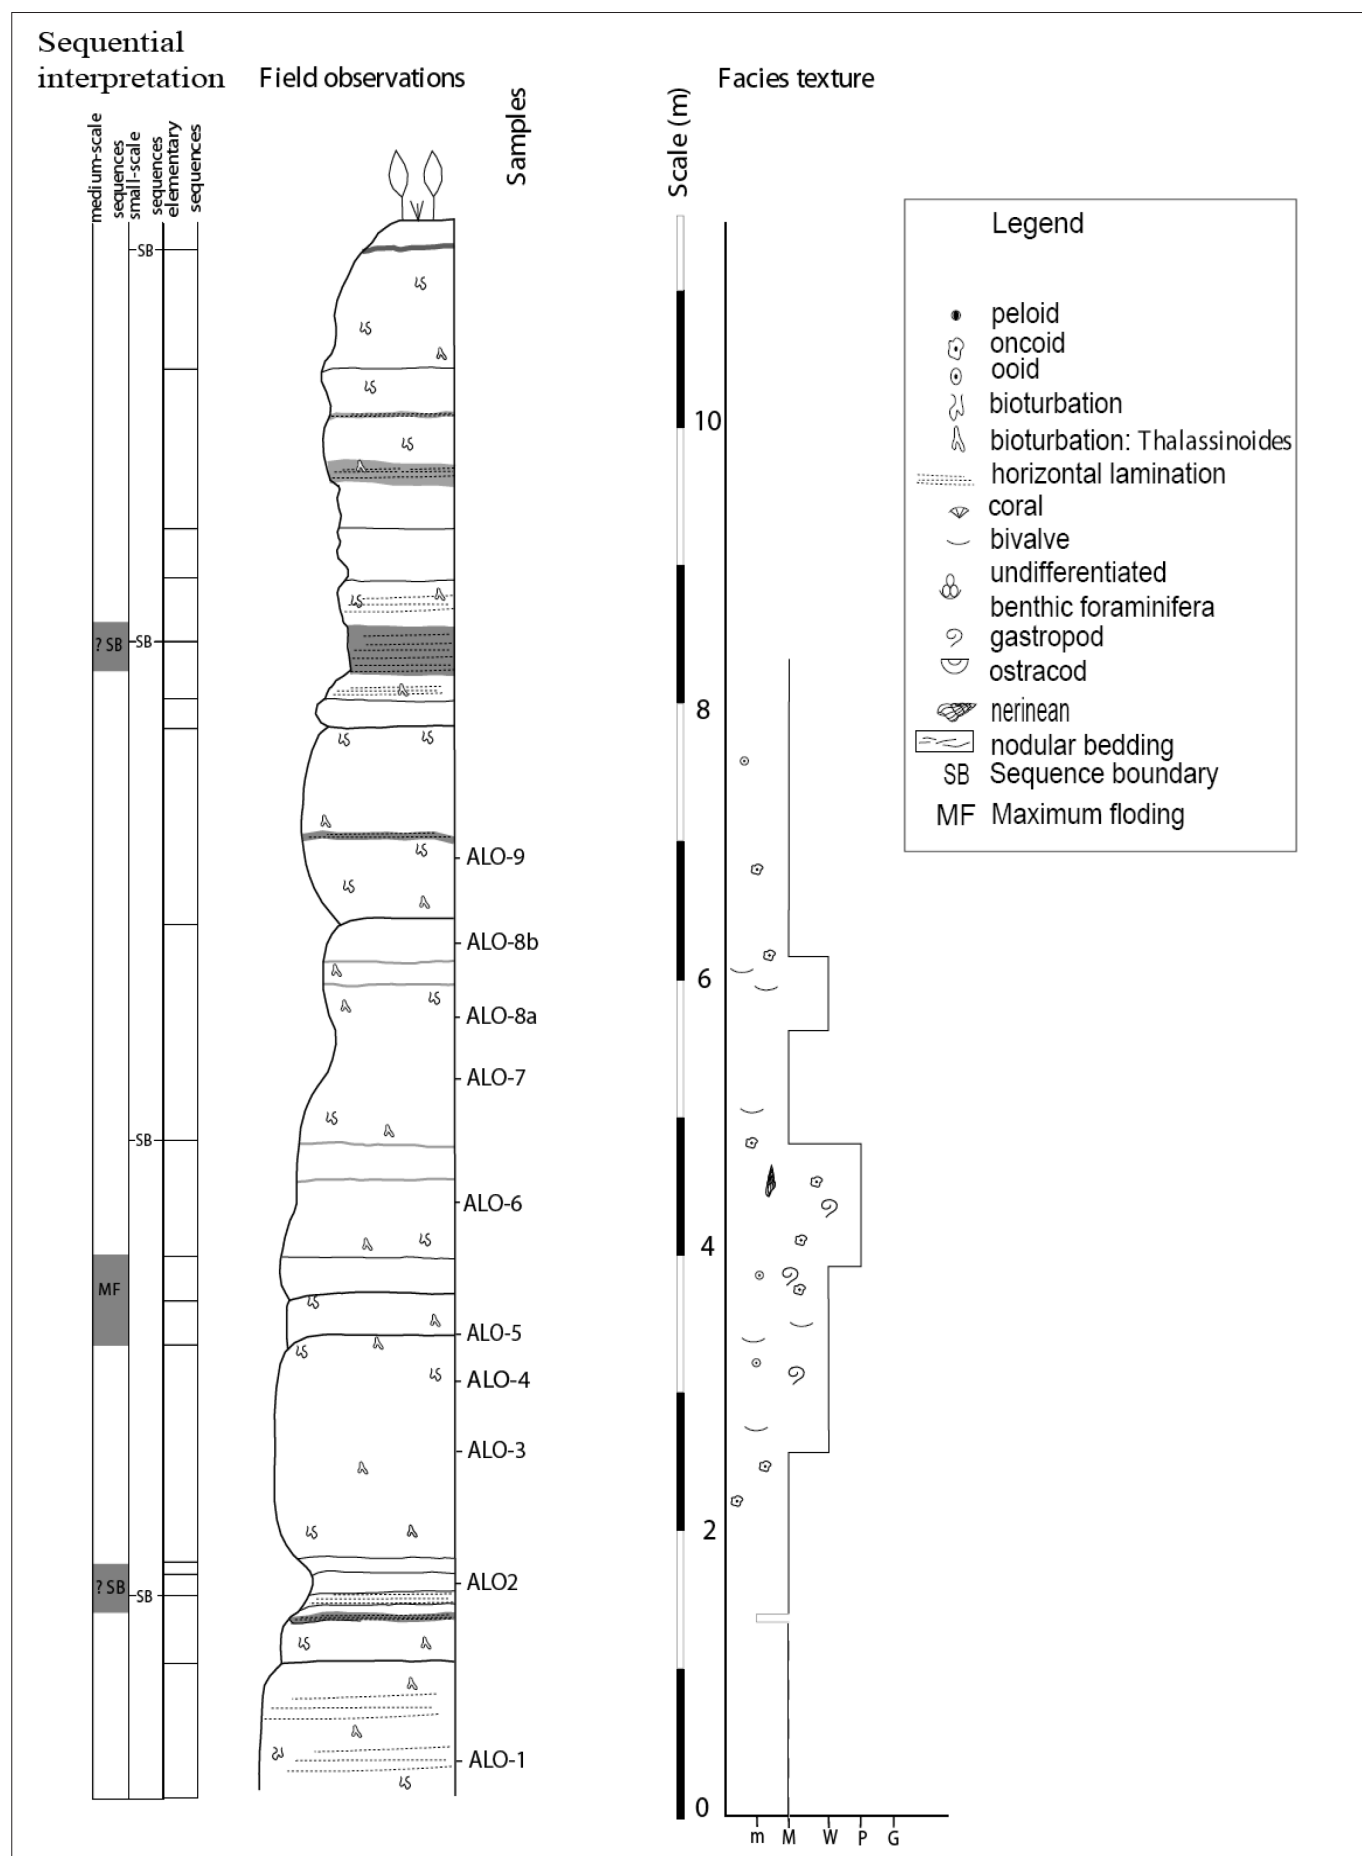 Sequential
interpretation
Field observations
Samples
Scale (m)
Facies texture
medium-scale
sequences
small-scale
sequences
elementary
sequences
SB
? SB
SB
SB
MF
? SB
SB
ALO-9
ALO-8b
ALO-8a
ALO-7
ALO-6
ALO-5
ALO-4
ALO-3
ALO2
ALO-1
10
8
6
4
2
0
m M W P G
Legend
peloid
oncoid
ooid
bioturbation
bioturbation: Thalassinoides
horizontal lamination
coral
bivalve
undifferentiated
benthic foraminifera
gastropod
ostracod
nerinean
nodular bedding
SB Sequence boundary
MF Maximum floding